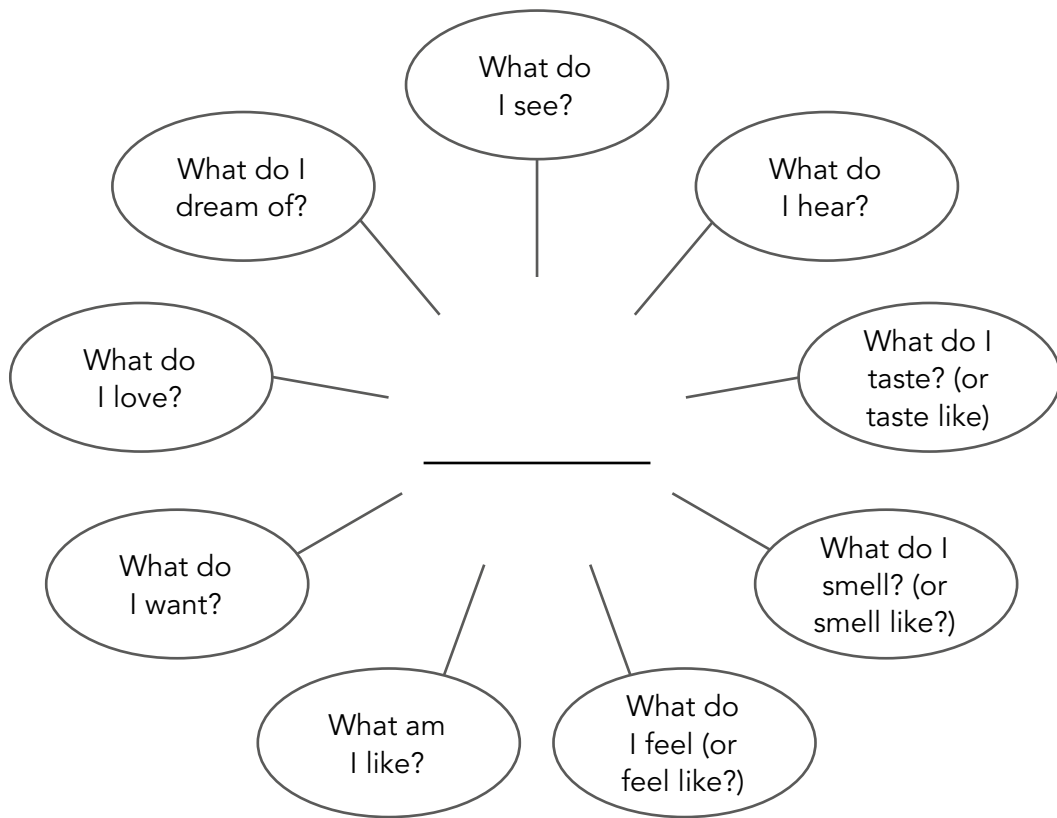 What do
I see?
What do
I hear?
What do I
taste? (or
taste like)
What do I
smell? (or
smell like?)
What do
I feel (or
feel like?)
What am
I like?
What do
I want?
What do
I love?
What do I
dream of?